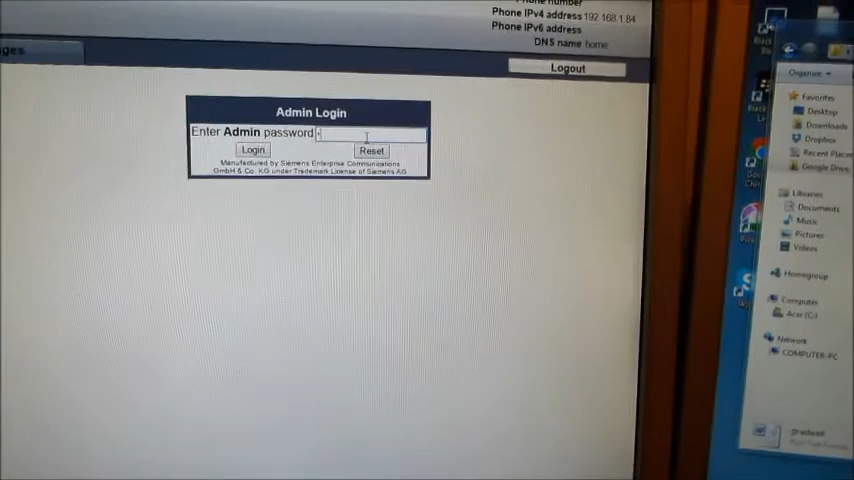 Phone number
Phone IPv4 address 192.168.1.84
Phone IPv6 address
DNS name home
ges
Logout
Admin Login
Enter Admin password
Login
Reset
Manufactured by Siemens Enterprise Communications
GmbH & Co. KG under Trademark License of Siemens AG
Organize
Favorites
Desktop
Downloads
Dropbox
Recent Places
Google Drive
Libraries
Documents
Music
Pictures
Videos
Homegroup
Computer
Acer (C:)
Network
COMPUTER-PC
gradwell